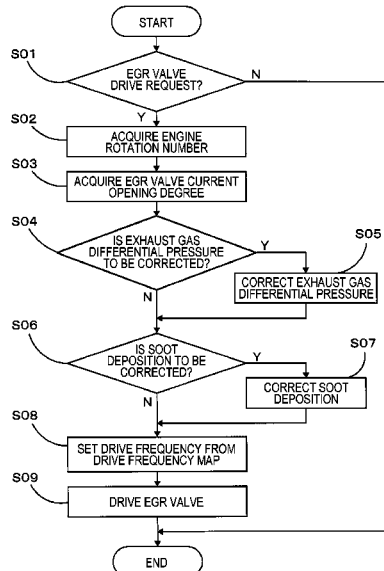 START
S01
EGR VALVE
DRIVE REQUEST?
N
Y
S02
ACQUIRE ENGINE
ROTATION NUMBER
S03
ACQUIRE EGR VALVE CURRENT
OPENING DEGREE
S04
IS EXHAUST GAS
DIFFERENTIAL PRESSURE
TO BE CORRECTED?
Y
S05
CORRECT EXHAUST GAS
DIFFERENTIAL PRESSURE
N
S06
IS SOOT
DEPOSITION TO BE
CORRECTED?
Y
S07
CORRECT SOOT
DEPOSITION
N
S08
SET DRIVE FREQUENCY FROM
DRIVE FREQUENCY MAP
S09
DRIVE EGR VALVE
END